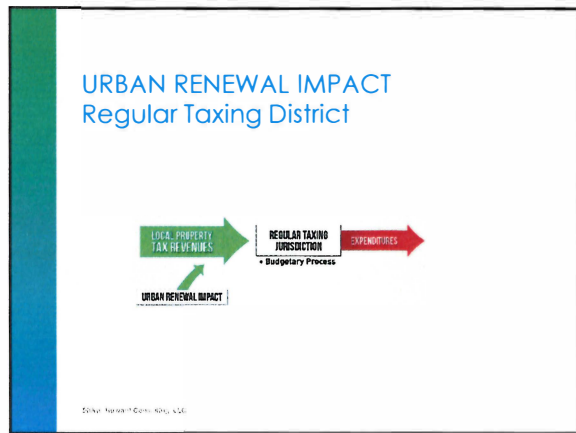 URBAN RENEWAL IMPACT
Regular Taxing District
LOCAL PROPERTY
TAX REVENUES
REGULAR TAXING
JURISDICTION
• Budgetary Process
EXPENDITURES
URBAN RENEWAL IMPACT